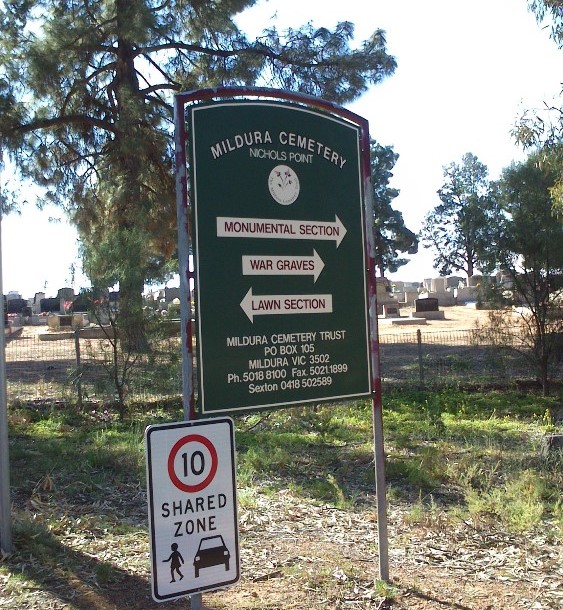 MILDURA CEMETERY
NICHOLS POINT
MONUMENTAL SECTION
WAR GRAVES
LAWN SECTION
MILDURA CEMETERY TRUST
PO BOX 105
MILDURA VIC 3502
Ph. 5018 8100 Fax. 5021.1899
Sexton 0418 502589
10
SHARED
ZONE